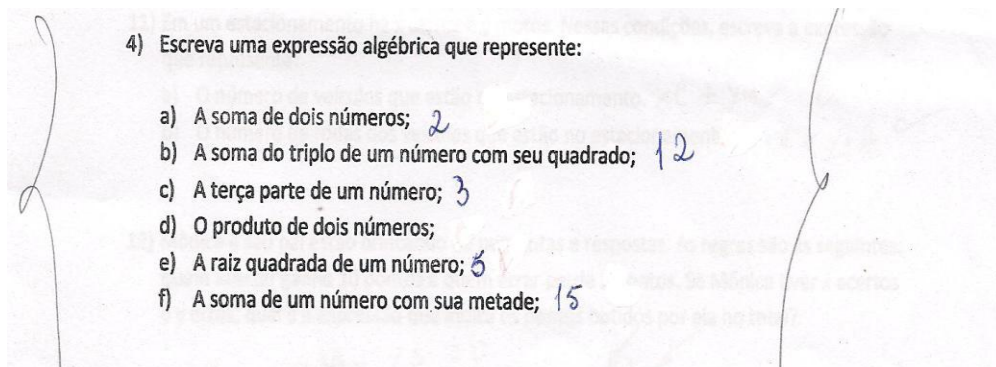 4) Escreva uma expressão algébrica que represente:
a) A soma de dois números; 2
b) A soma do triplo de um número com seu quadrado; 12
c) A terça parte de um número; 3
d) O produto de dois números;
e) A raiz quadrada de um número; 5
f) A soma de um número com sua metade; 15